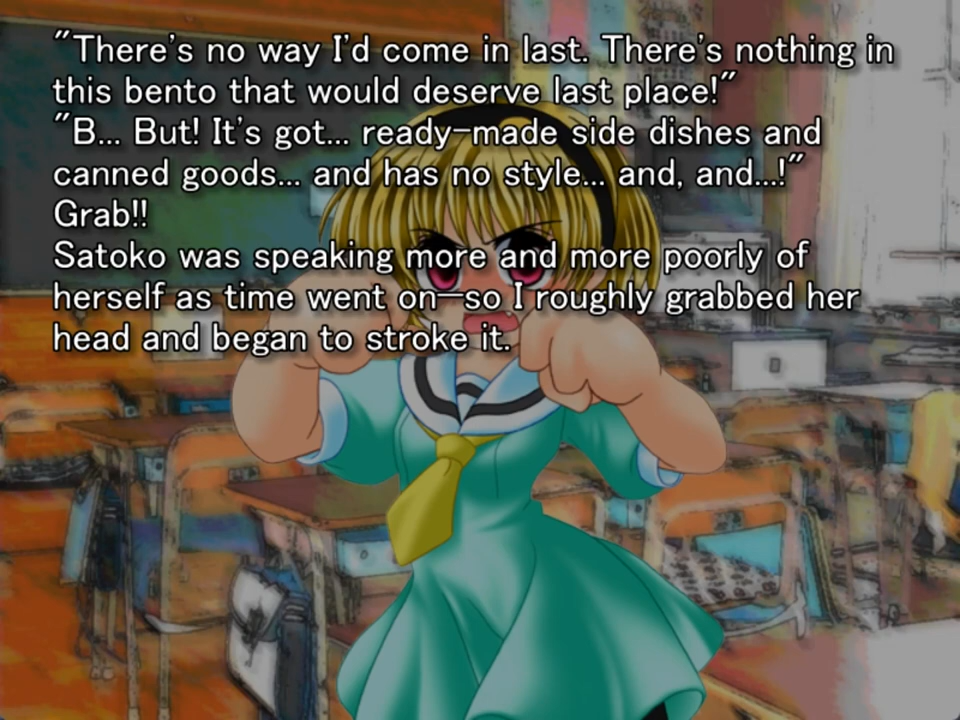 "There's no way I'd come in last. There's nothing in
this bento that would deserve last place!"
"B... But! It's got... ready-made side dishes and
canned goods... and has no style... and, and...!"
Grab!!
Satoko was speaking more and more poorly of
herself as time went on—so I roughly grabbed her
head and began to stroke it.